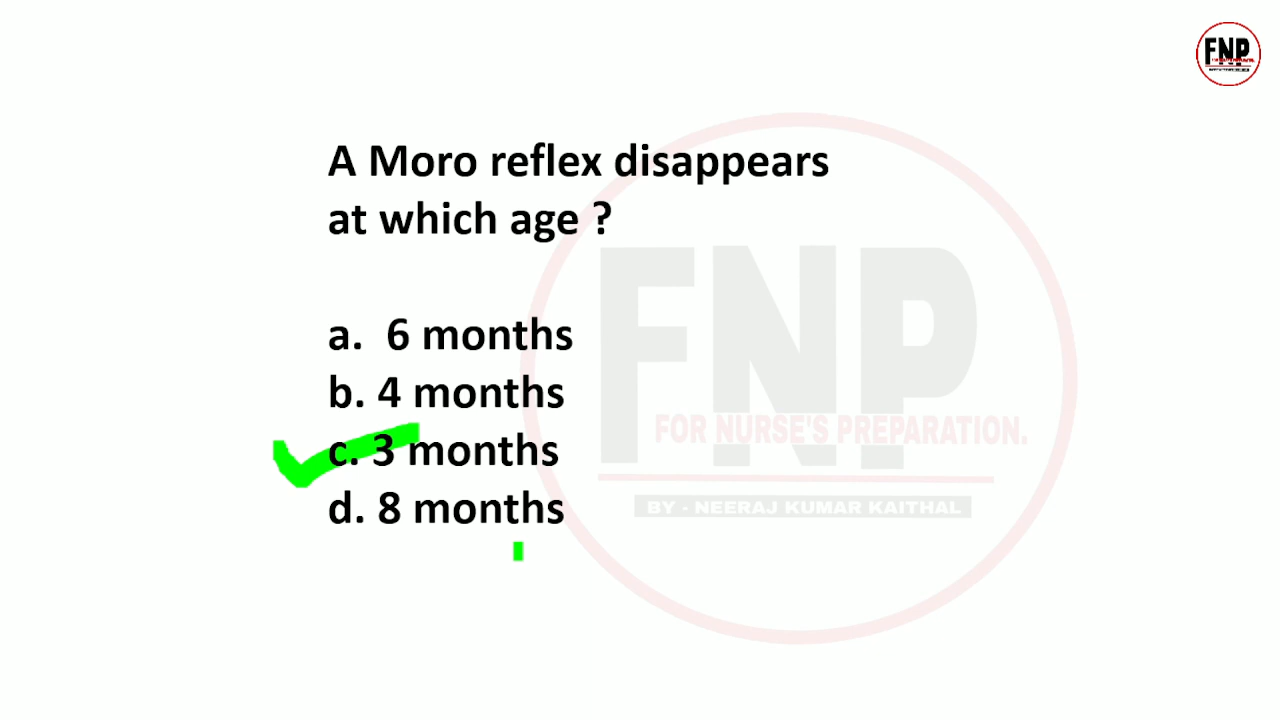 FNP
A Moro reflex disappears
at which age ?
a. 6 months
b. 4 months
c. 3 months
d. 8 months
FNP
FOR NURSE'S PREPARATION.
BY - NEERAJ KUMAR KAITHAL